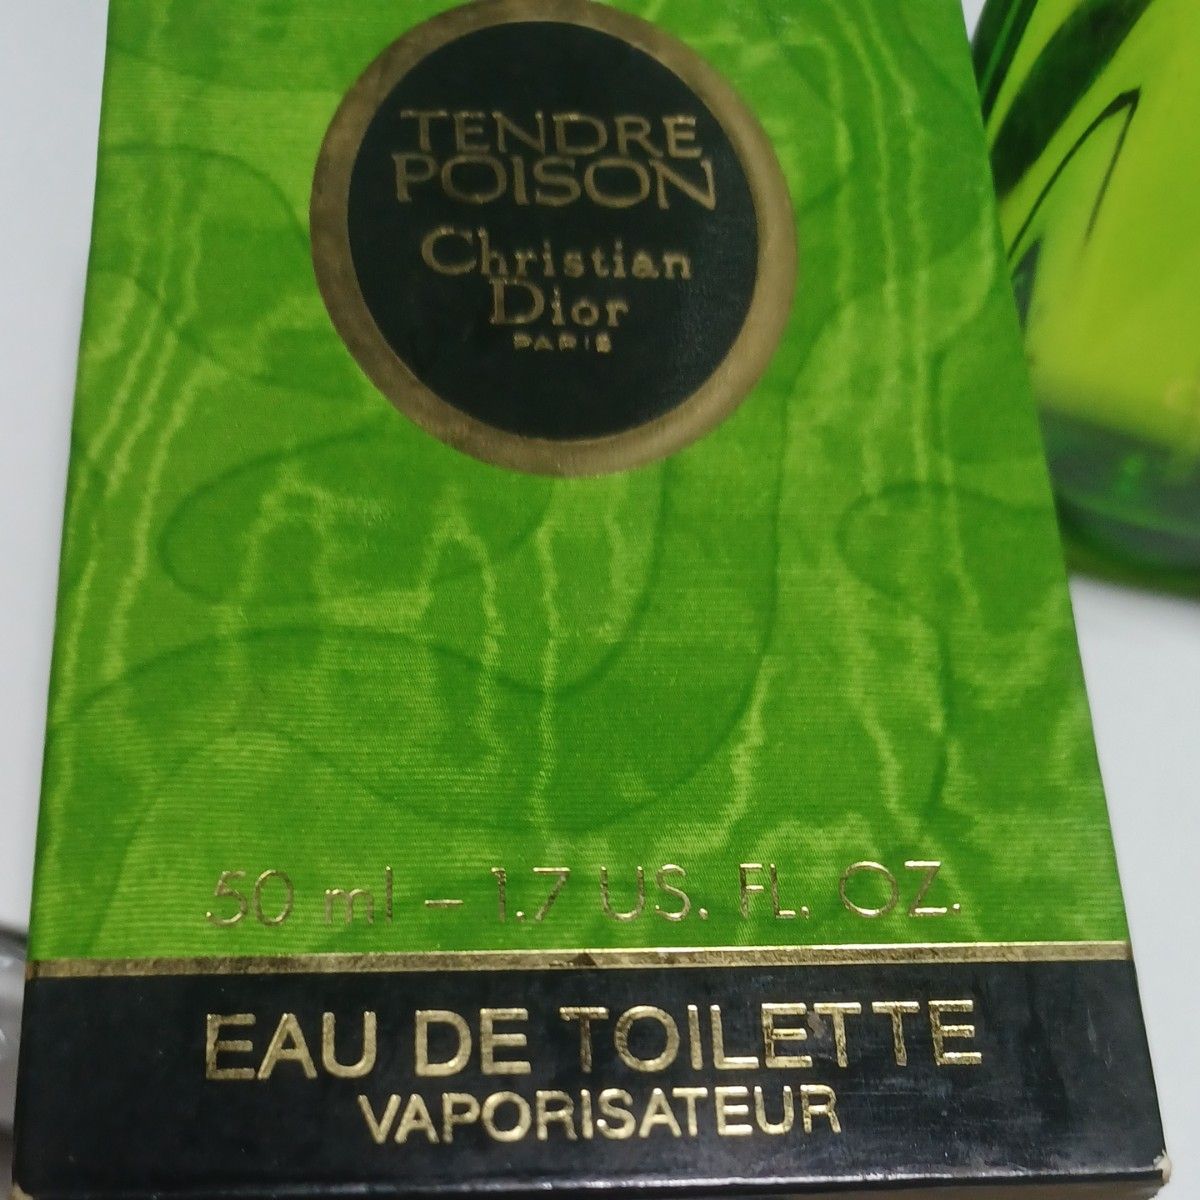 TENDRE
POISON
Christian
Dior
PARIS
50 ml – 1.7 US. FL. OZ.
EAU DE TOILETTE
VAPORISATEUR